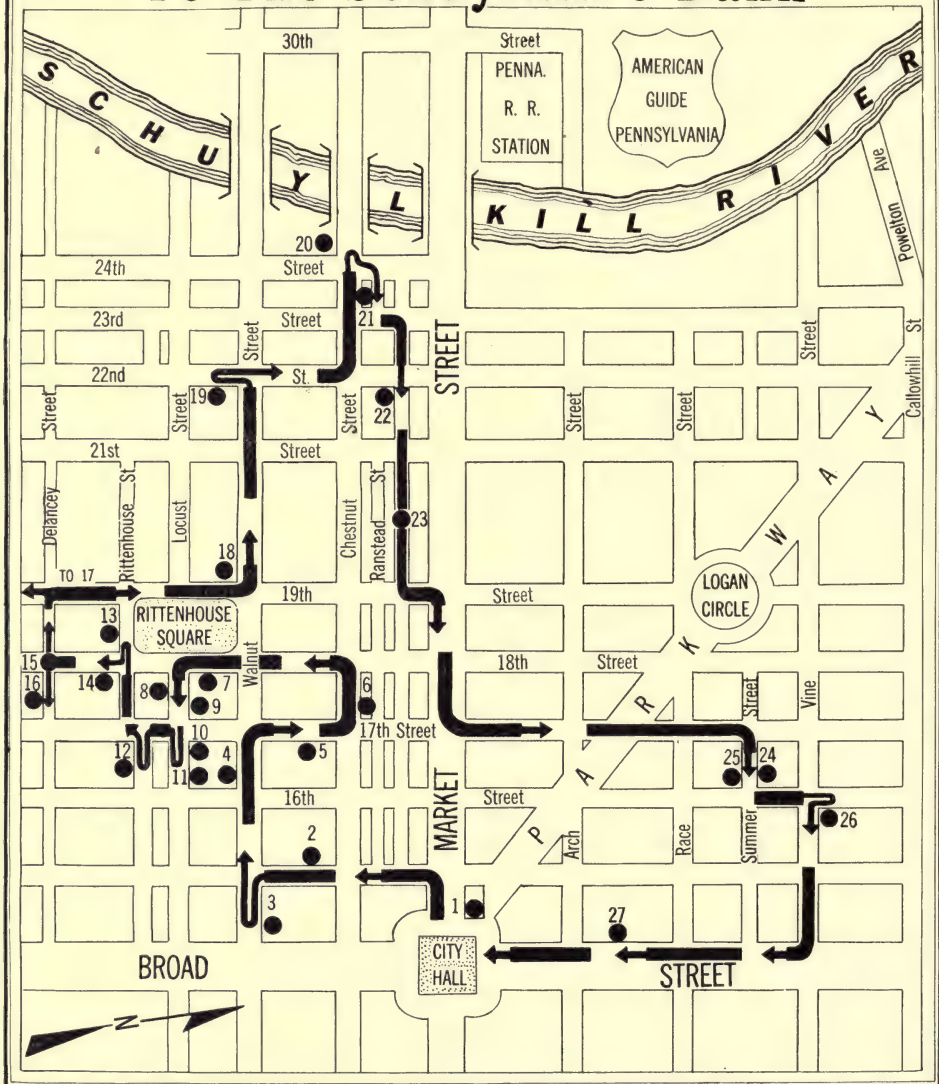 30th Street
PENNA.
R. R.
STATION
AMERICAN
GUIDE
PENNSYLVANIA
SCHUYLKILL RIVER
Powelton Ave
20
24th Street
21
23rd Street
Street
STREET
Street
Callowhill St
22nd St.
19
22
Street
Street
Street
Street
Street
21st Street
Delancey
Rittenhouse St
Locust
Chestnut
Ranstead St
23
18
TO 17
19th Street
LOGAN
CIRCLE
PARKWAY
13
RITTENHOUSE
SQUARE
15
18th Street
Walnut
16
14
8
7
9
6
Street
Vine
17th Street
12
10
11
4
5
25
24
16th Street
MARKET
26
2
Arch
Race
Summer
3
1
27
BROAD STREET
CITY
HALL
N